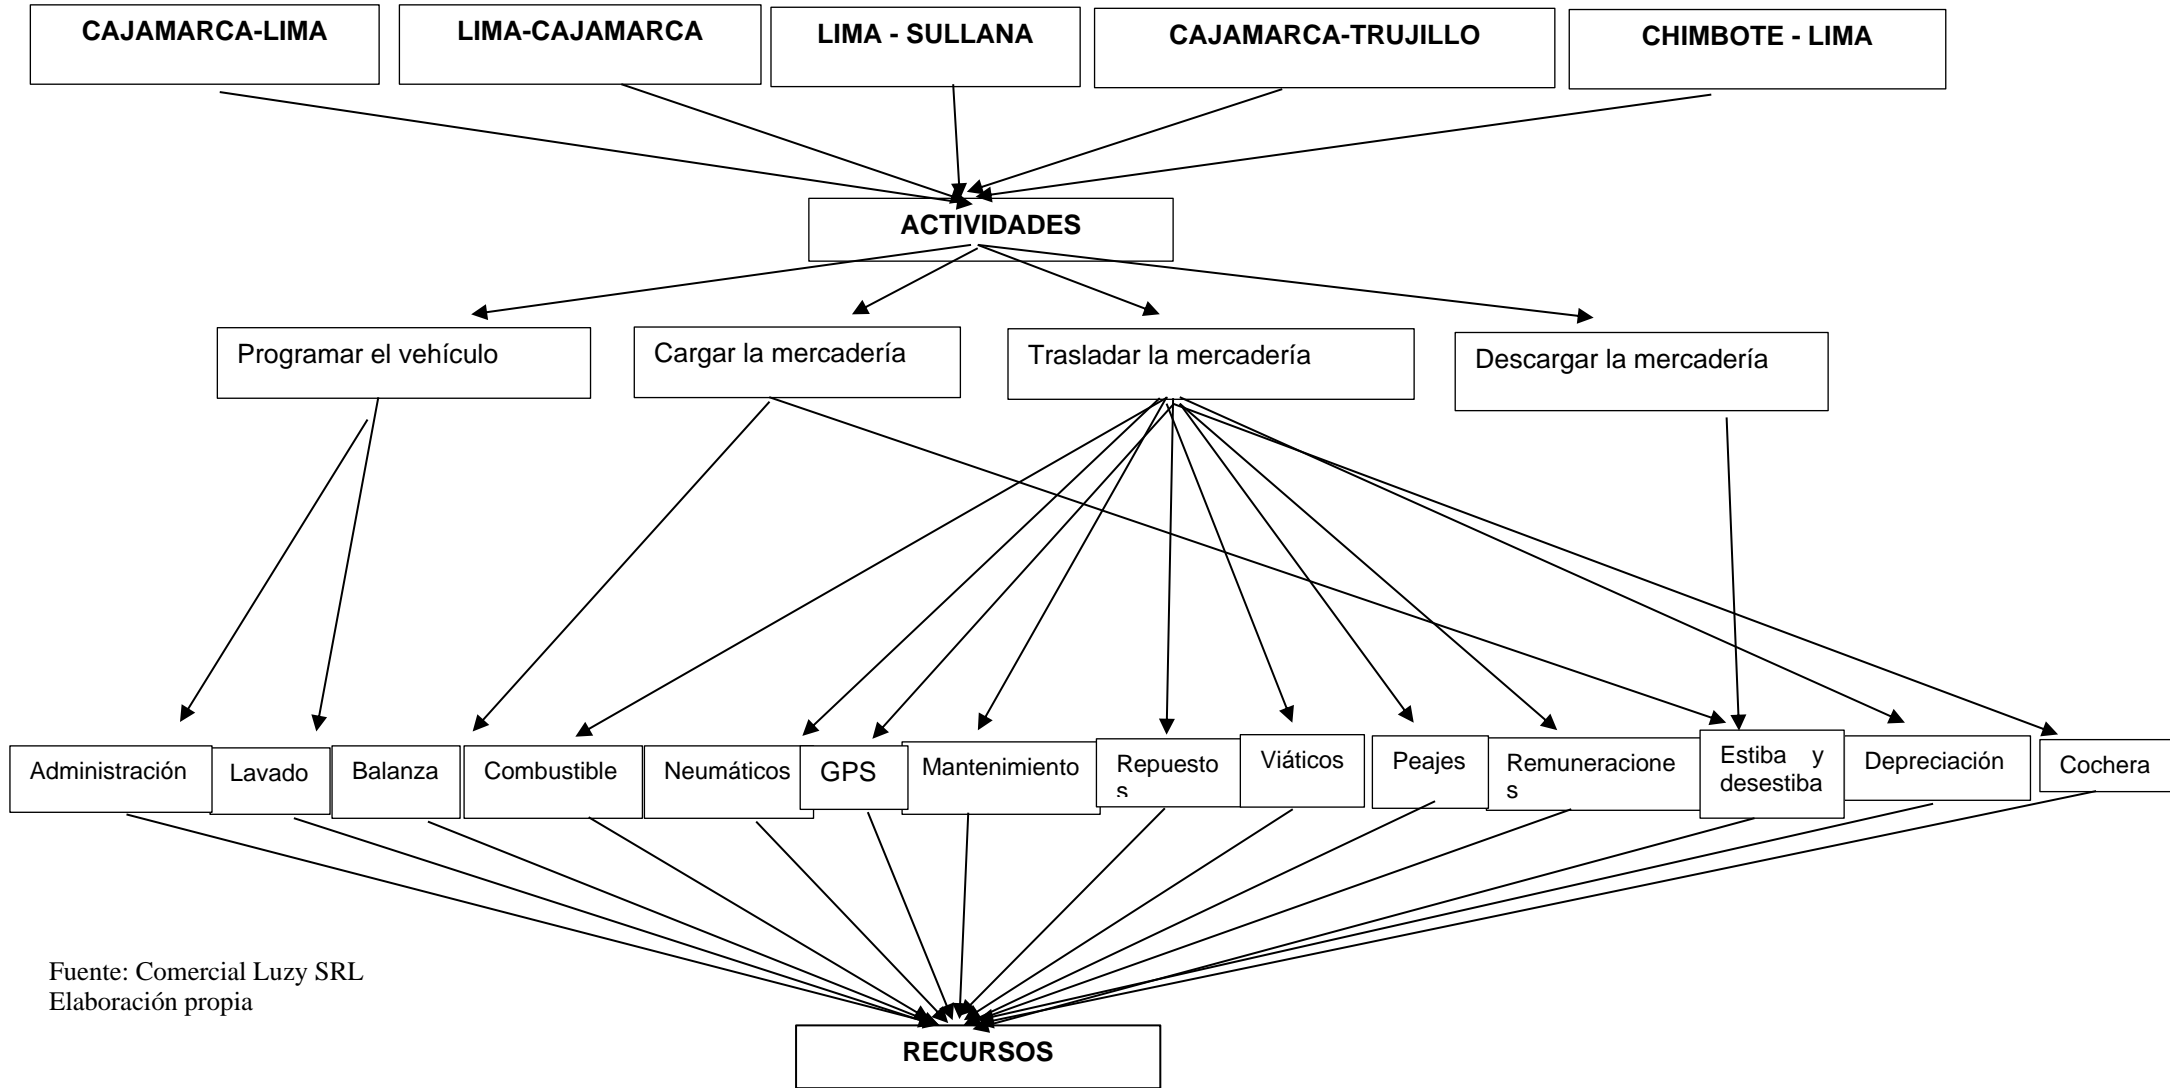 CAJAMARCA-LIMA
LIMA-CAJAMARCA
LIMA - SULLANA
CAJAMARCA-TRUJILLO
CHIMBOTE - LIMA
ACTIVIDADES
Programar el vehículo
Cargar la mercadería
Trasladar la mercadería
Descargar la mercadería
Administración
Lavado
Balanza
Combustible
Neumáticos
GPS
Mantenimiento
Repuesto
s
Viáticos
Peajes
Remuneracione
s
Estiba y
desestiba
Depreciación
Cochera
Fuente: Comercial Luzy SRL
Elaboración propia
RECURSOS